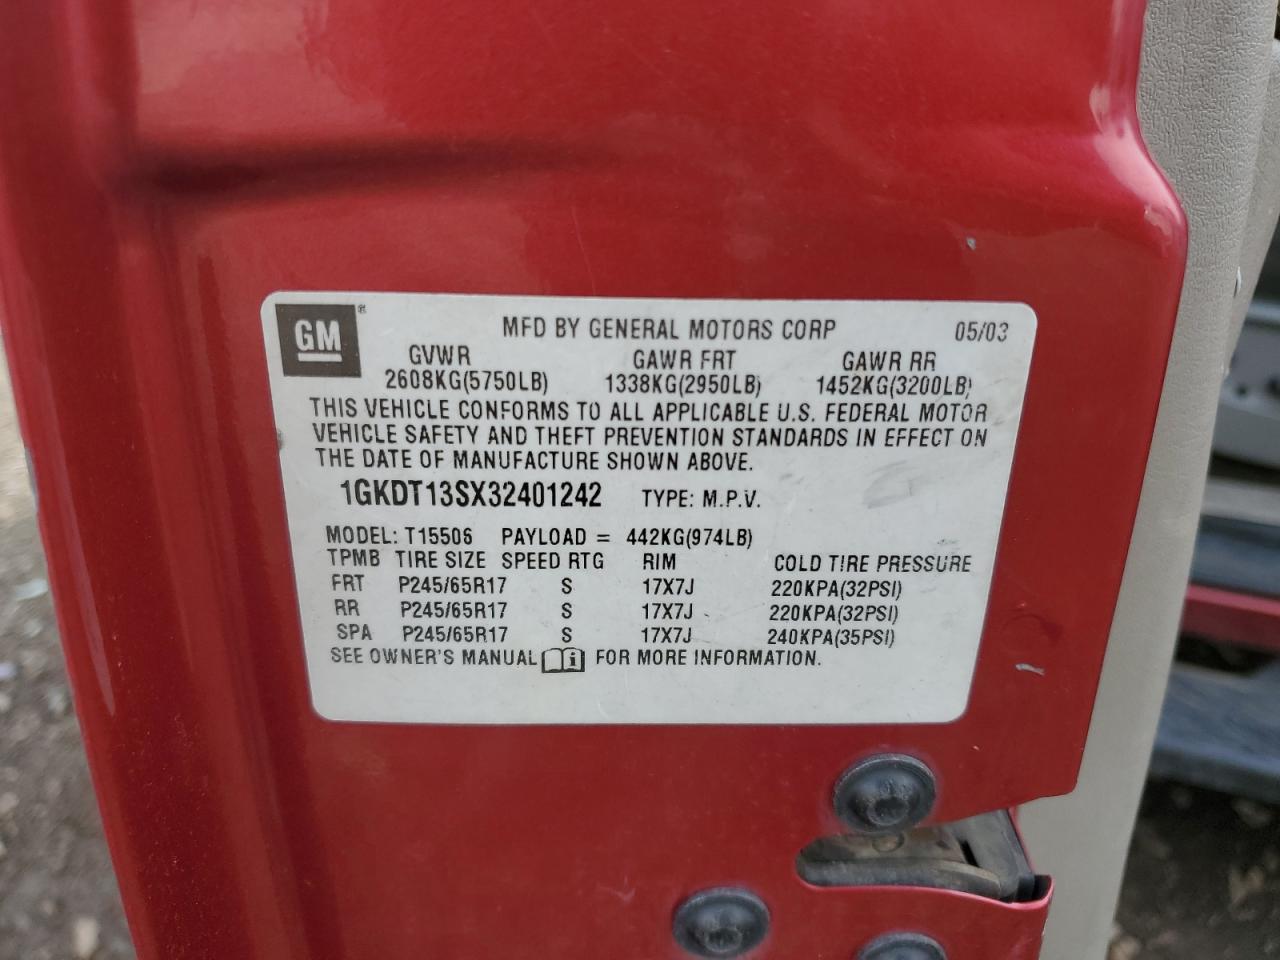 GM®
MFD BY GENERAL MOTORS CORP 05/03
GVWR GAWR FRT GAWR RR
2608KG(5750LB) 1338KG(2950LB) 1452KG(3200LB)
THIS VEHICLE CONFORMS TO ALL APPLICABLE U.S. FEDERAL MOTOR
VEHICLE SAFETY AND THEFT PREVENTION STANDARDS IN EFFECT ON
THE DATE OF MANUFACTURE SHOWN ABOVE.
1GKDT13SX32401242 TYPE: M.P.V.
MODEL: T15506 PAYLOAD = 442KG(974LB)
TPMB TIRE SIZE SPEED RTG RIM COLD TIRE PRESSURE
FRT P245/65R17 S 17X7J 220KPA(32PSI)
RR P245/65R17 S 17X7J 220KPA(32PSI)
SPA P245/65R17 S 17X7J 240KPA(35PSI)
SEE OWNER'S MANUAL FOR MORE INFORMATION.